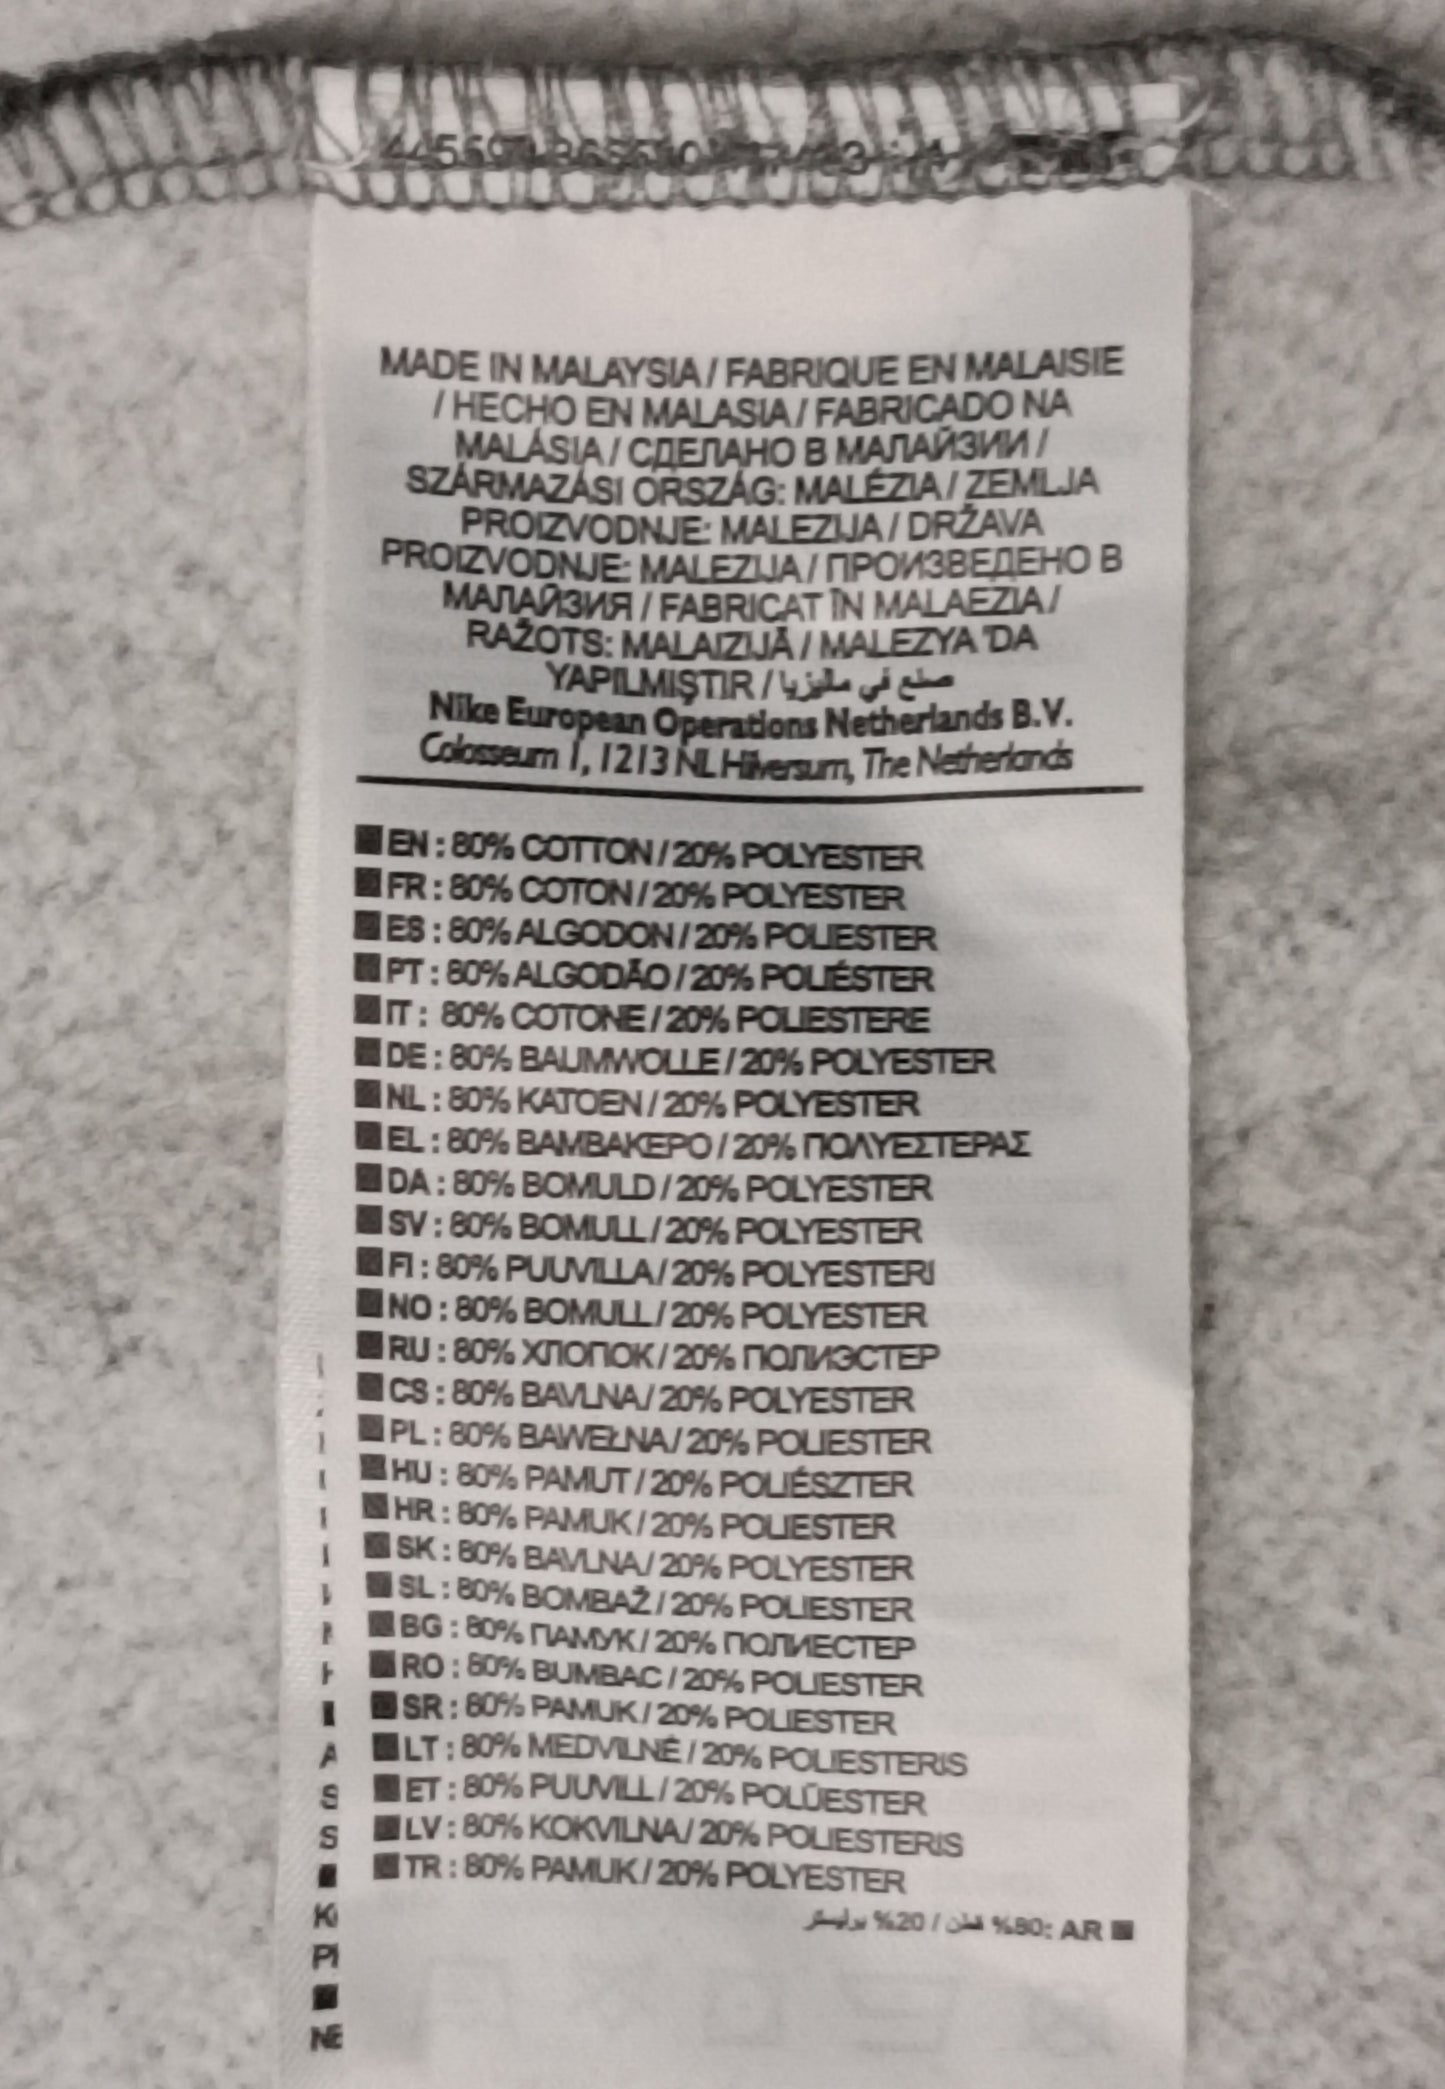 MADE IN MALAYSIA / FABRIQUE EN MALAISIE
/ HECHO EN MALASIA / FABRICADO NA
MALÁSIA / СДЕЛАНО В МАЛАЙЗИИ /
SZÁRMAZÁSI ORSZÁG: MALÉZIA / ZEMLJA
PROIZVODNJE: MALEZIJA / DRŽAVA
PROIZVODNJE: MALEZIJA / ПРОИЗВЕДЕНО В
МАЛАЙЗИЯ / FABRICAT ÎN MALAEZIA /
RAŽOTS: MALAIZIJĀ / MALEZYA 'DA
YAPILMIŞTIR / صنع في ماليزيا
Nike European Operations Netherlands B.V.
Colosseum 1, 1213 NL Hilversum, The Netherlands
EN : 80% COTTON / 20% POLYESTER
FR : 80% COTON / 20% POLYESTER
ES : 80% ALGODON / 20% POLIESTER
PT : 80% ALGODÃO / 20% POLIÉSTER
IT : 80% COTONE / 20% POLIESTERE
DE : 80% BAUMWOLLE / 20% POLYESTER
NL : 80% KATOEN / 20% POLYESTER
EL : 80% ΒΑΜΒΑΚΕΡΟ / 20% ΠΟΛΥΕΣΤΕΡΑΣ
DA : 80% BOMULD / 20% POLYESTER
SV : 80% BOMULL / 20% POLYESTER
FI : 80% PUUVILLA / 20% POLYESTERI
NO : 80% BOMULL / 20% POLYESTER
RU : 80% ХЛОПОК / 20% ПОЛИЭСТЕР
CS : 80% BAVLNA / 20% POLYESTER
PL : 80% BAWEŁNA / 20% POLIESTER
HU : 80% PAMUT / 20% POLIÉSZTER
HR : 80% PAMUK / 20% POLIESTER
SK : 80% BAVLNA / 20% POLYESTER
SL : 80% BOMBAŽ / 20% POLIESTER
BG : 80% ПАМУК / 20% ПОЛИЕСТЕР
RO : 80% BUMBAC / 20% POLIESTER
SR : 80% PAMUK / 20% POLIESTER
LT : 80% MEDVILNĖ / 20% POLIESTERIS
ET : 80% PUUVILL / 20% POLÜESTER
LV : 80% KOKVILNA / 20% POLIESTERIS
TR : 80% PAMUK / 20% POLYESTER
AR :80% قطن / 20% بوليستر